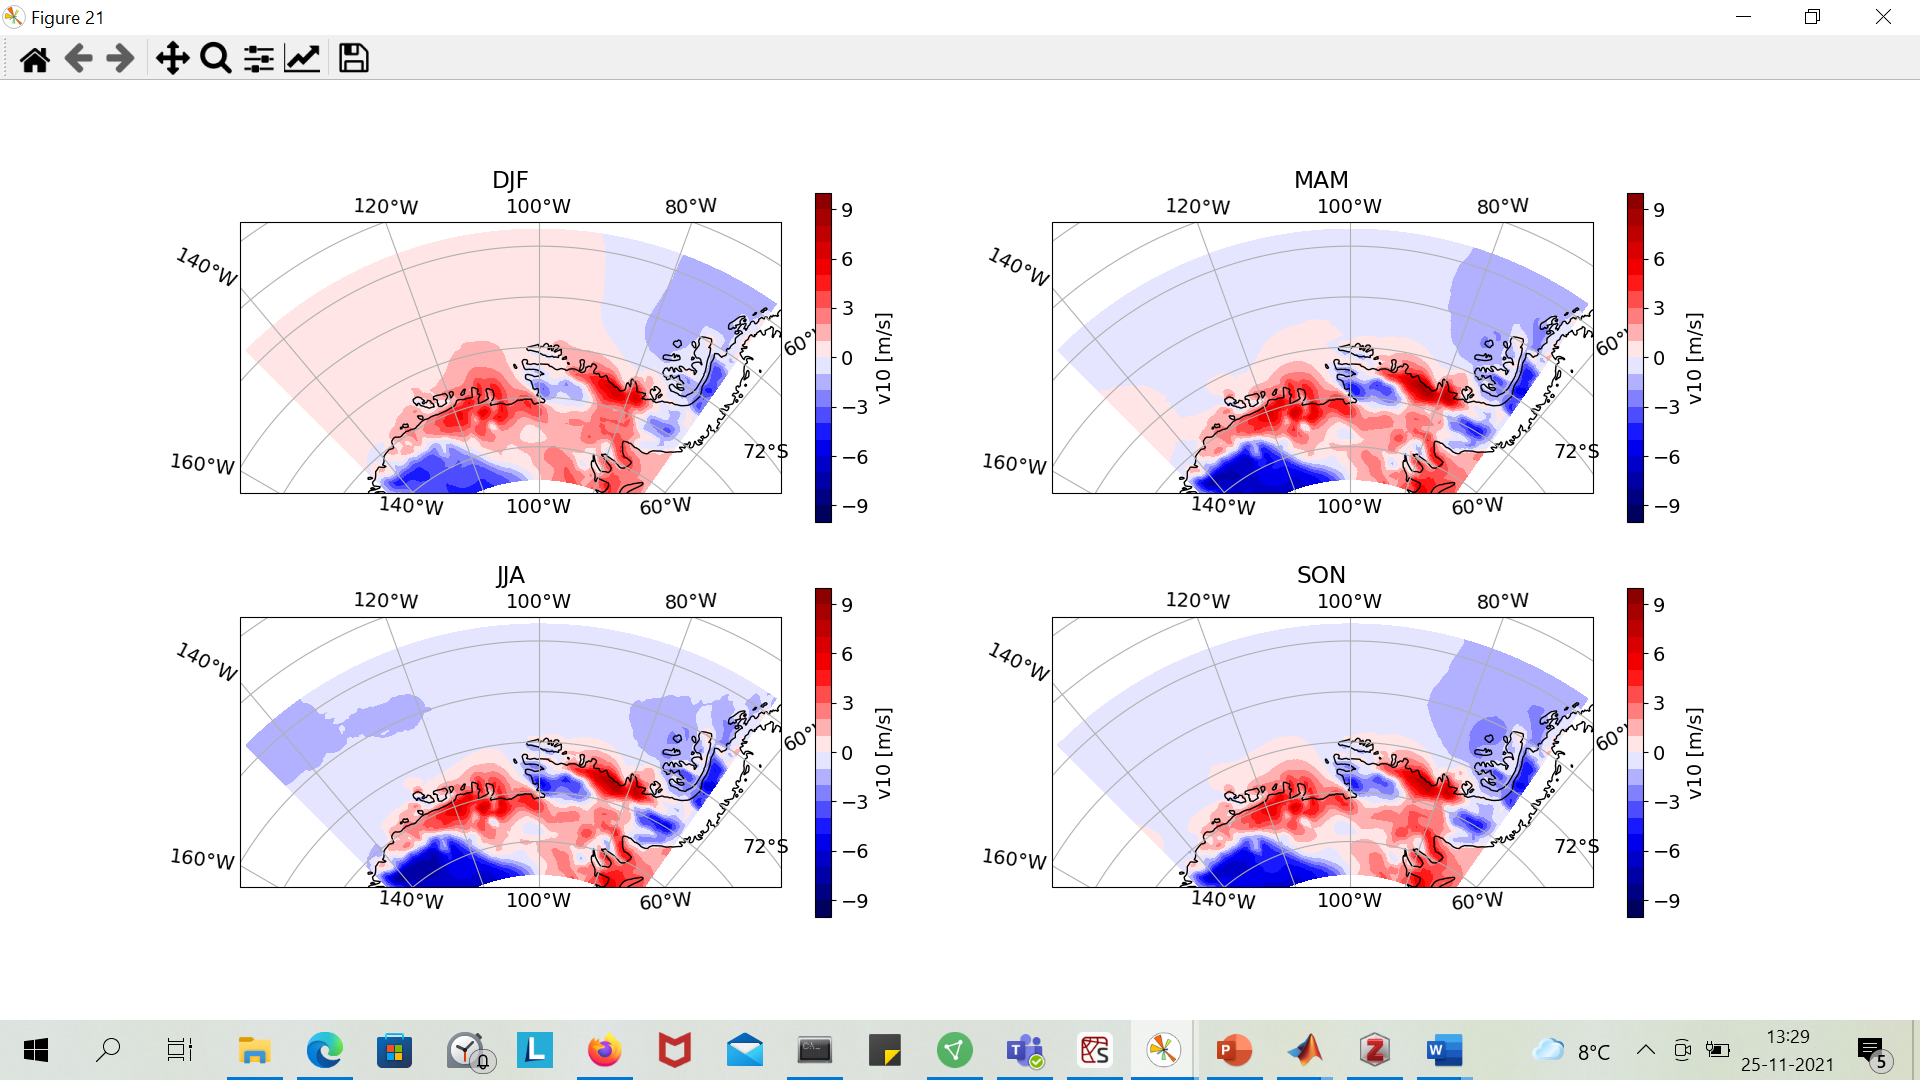 Figure 21
DJF
120°W 100°W 80°W
140°W
160°W
60°
72°S
140°W 100°W 60°W
9
6
3
0
−3
−6
−9
v10 [m/s]
MAM
120°W 100°W 80°W
140°W
160°W
60°
72°S
140°W 100°W 60°W
9
6
3
0
−3
−6
−9
v10 [m/s]
JJA
120°W 100°W 80°W
140°W
160°W
60°
72°S
140°W 100°W 60°W
9
6
3
0
−3
−6
−9
v10 [m/s]
SON
120°W 100°W 80°W
140°W
160°W
60°
72°S
140°W 100°W 60°W
9
6
3
0
−3
−6
−9
v10 [m/s]
8°C
13:29
25-11-2021
5